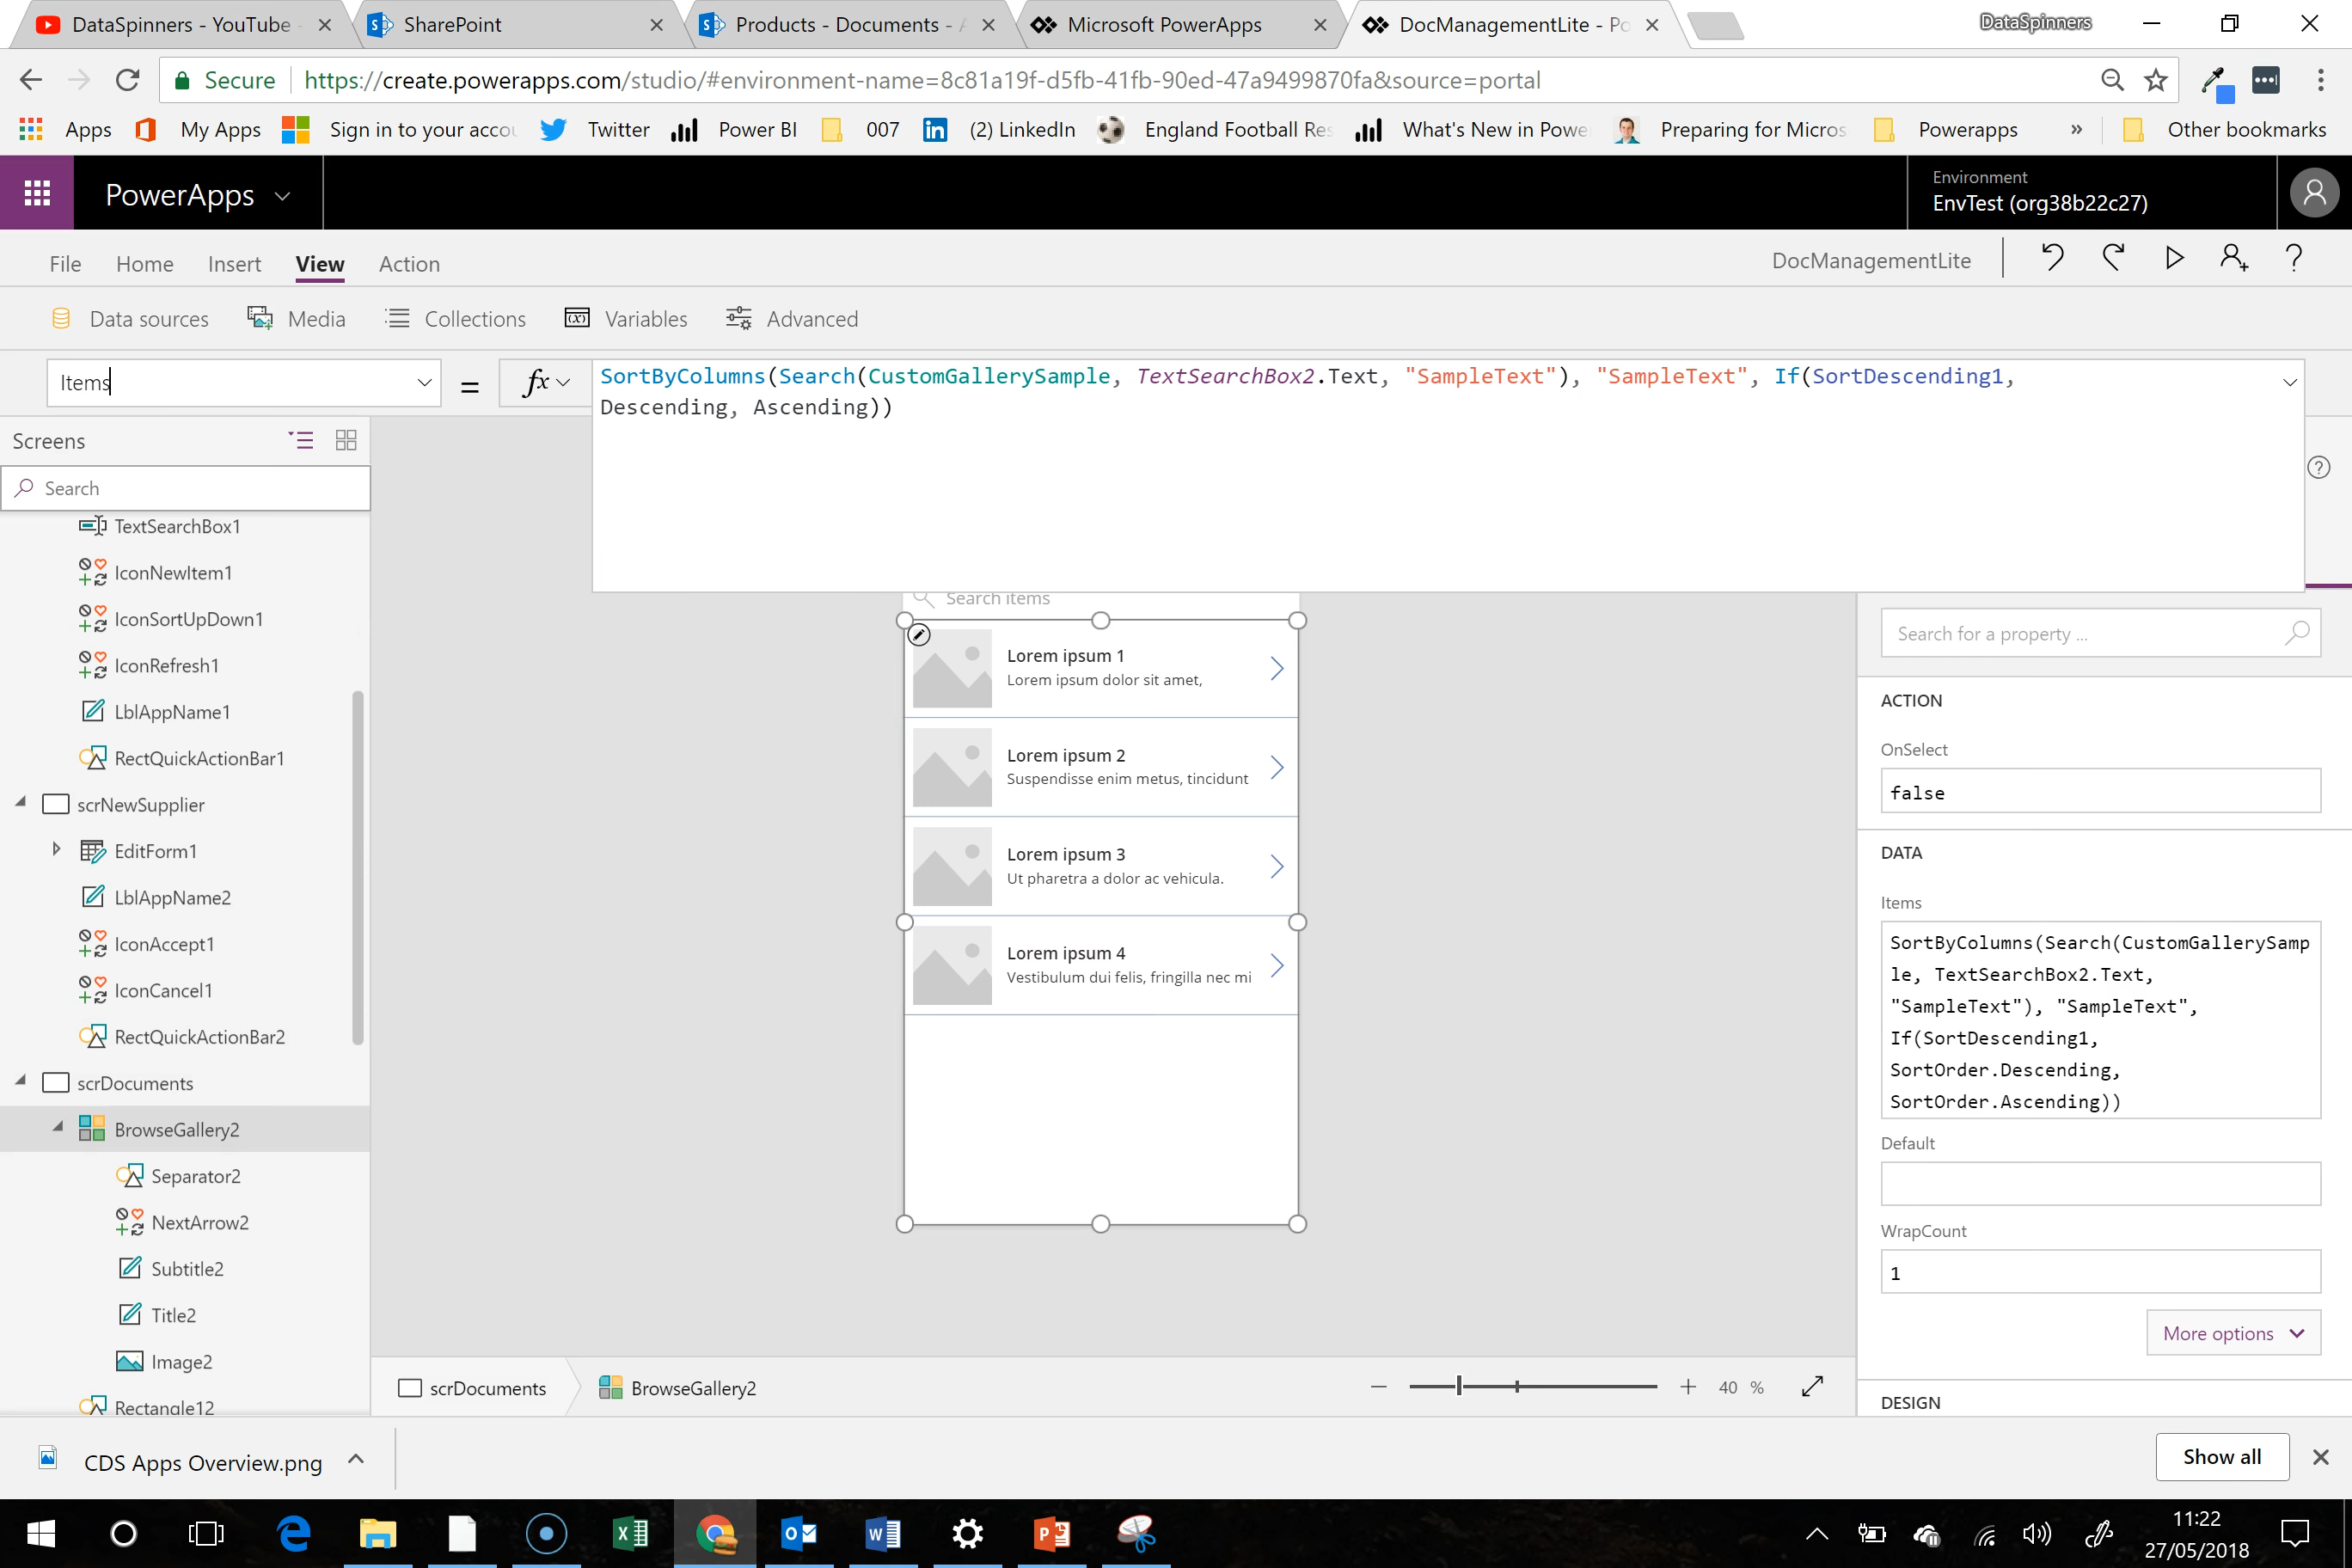 DataSpinners - YouTube -
SharePoint
Products - Documents - A
Microsoft PowerApps
DocManagementLite - Po
DataSpinners
Secure
https://create.powerapps.com/studio/#environment-name=8c81a19f-d5fb-41fb-90ed-47a9499870fa&source=portal
Apps
My Apps
Sign in to your accou
Twitter
Power BI
007
(2) LinkedIn
England Football Res
What's New in Powe
Preparing for Micros
Powerapps
»
Other bookmarks
PowerApps
Environment
EnvTest (org38b22c27)
File
Home
Insert
View
Action
DocManagementLite
Data sources
Media
Collections
Variables
Advanced
Items
=
fx
SortByColumns(Search(CustomGallerySample, TextSearchBox2.Text, "SampleText"), "SampleText", If(SortDescending1,
Descending, Ascending))
Screens
Search
TextSearchBox1
IconNewItem1
IconSortUpDown1
IconRefresh1
LblAppName1
RectQuickActionBar1
scrNewSupplier
EditForm1
LblAppName2
IconAccept1
IconCancel1
RectQuickActionBar2
scrDocuments
BrowseGallery2
Separator2
NextArrow2
Subtitle2
Title2
Image2
Rectangle12
Search items
Lorem ipsum 1
Lorem ipsum dolor sit amet,
Lorem ipsum 2
Suspendisse enim metus, tincidunt
Lorem ipsum 3
Ut pharetra a dolor ac vehicula.
Lorem ipsum 4
Vestibulum dui felis, fringilla nec mi
scrDocuments
BrowseGallery2
40 %
Search for a property ...
ACTION
OnSelect
false
DATA
Items
SortByColumns(Search(CustomGallerySamp
le, TextSearchBox2.Text,
"SampleText"), "SampleText",
If(SortDescending1,
SortOrder.Descending,
SortOrder.Ascending))
Default
WrapCount
1
More options
DESIGN
CDS Apps Overview.png
Show all
11:22
27/05/2018